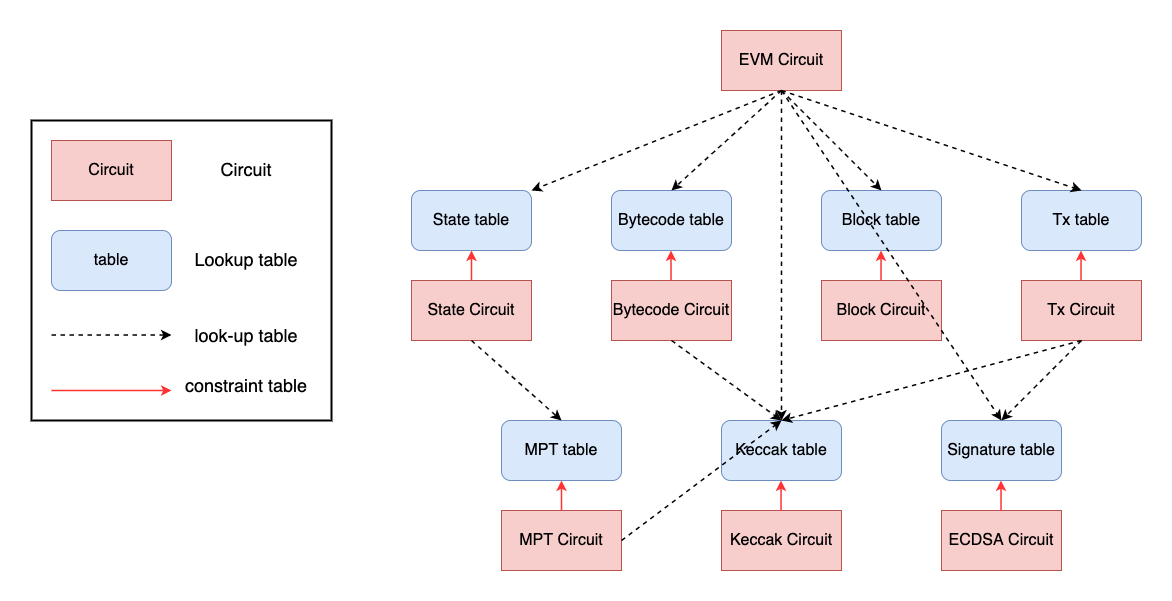 EVM Circuit
Circuit
Circuit
table
Lookup table
look-up table
constraint table
State table
Bytecode table
Block table
Tx table
State Circuit
Bytecode Circuit
Block Circuit
Tx Circuit
MPT table
Keccak table
Signature table
MPT Circuit
Keccak Circuit
ECDSA Circuit